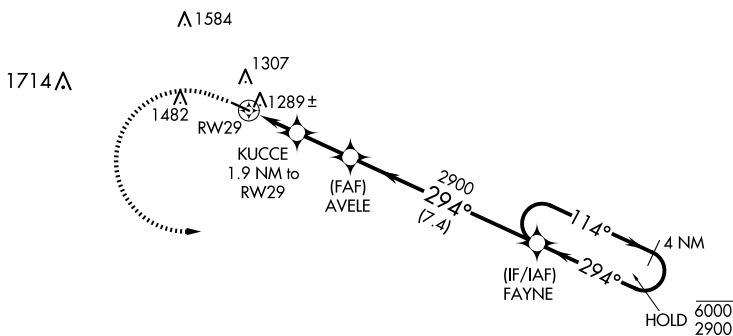 1584
1714
1307
1482
1289 ±
RW29
KUCCE
1.9 NM to
RW29
(FAF)
AVELE
2900
294°
(7.4)
114°
4 NM
294°
(IF/IAF)
FAYNE
HOLD
6000
2900